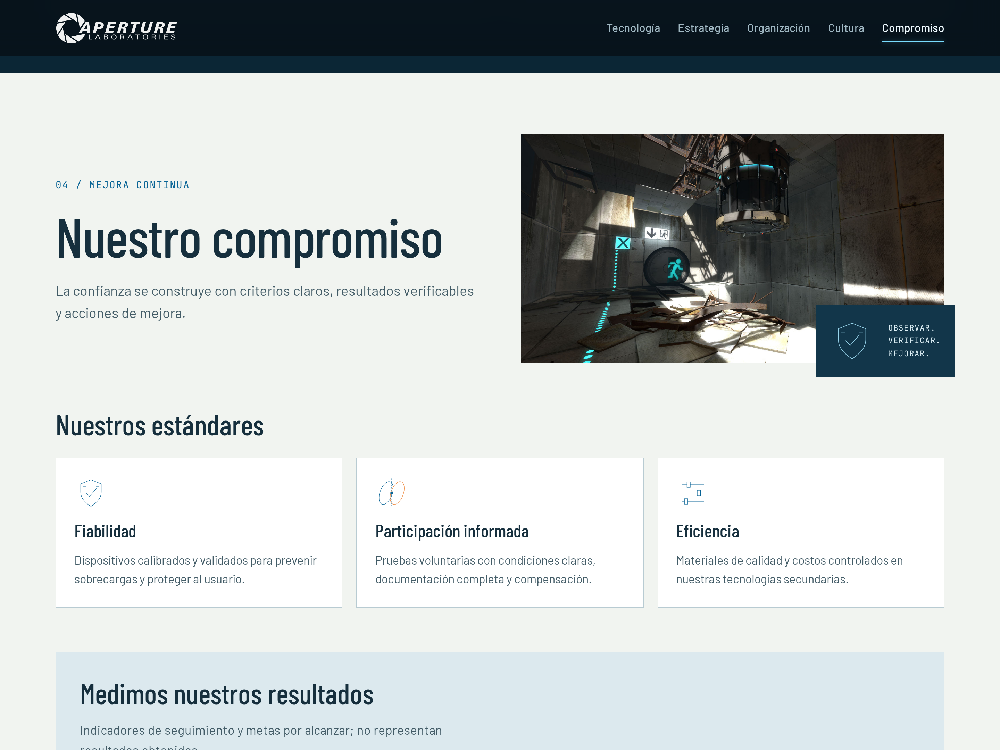 APERTURE
LABORATORIES
Tecnología
Estrategia
Organización
Cultura
Compromiso
04 / MEJORA CONTINUA
Nuestro compromiso
La confianza se construye con criterios claros, resultados verificables
y acciones de mejora.
OBSERVAR.
VERIFICAR.
MEJORAR.
Nuestros estándares
Fiabilidad
Dispositivos calibrados y validados para prevenir
sobrecargas y proteger al usuario.
Participación informada
Pruebas voluntarias con condiciones claras,
documentación completa y compensación.
Eficiencia
Materiales de calidad y costos controlados en
nuestras tecnologías secundarias.
Medimos nuestros resultados
Indicadores de seguimiento y metas por alcanzar; no representan
resultados obtenidos.